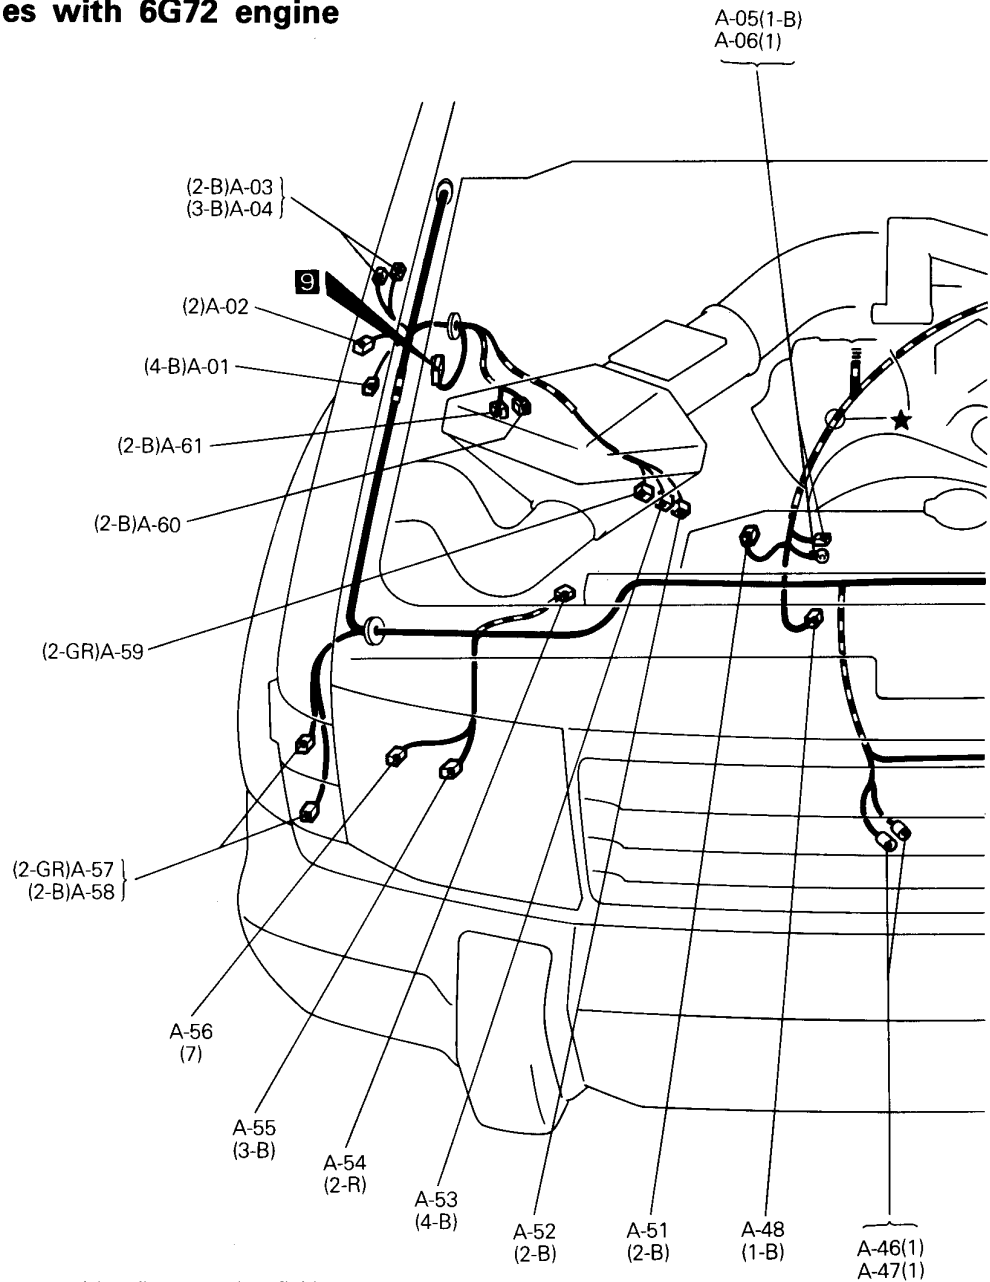 es with 6G72 engine
A-05(1-B)
A-06(1)
(2-B)A-03
(3-B)A-04
9
(2)A-02
(4-B)A-01
(2-B)A-61
(2-B)A-60
(2-GR)A-59
(2-GR)A-57
(2-B)A-58
A-56
(7)
A-55
(3-B)
A-54
(2-R)
A-53
(4-B)
A-52
(2-B)
A-51
(2-B)
A-48
(1-B)
A-46(1)
A-47(1)